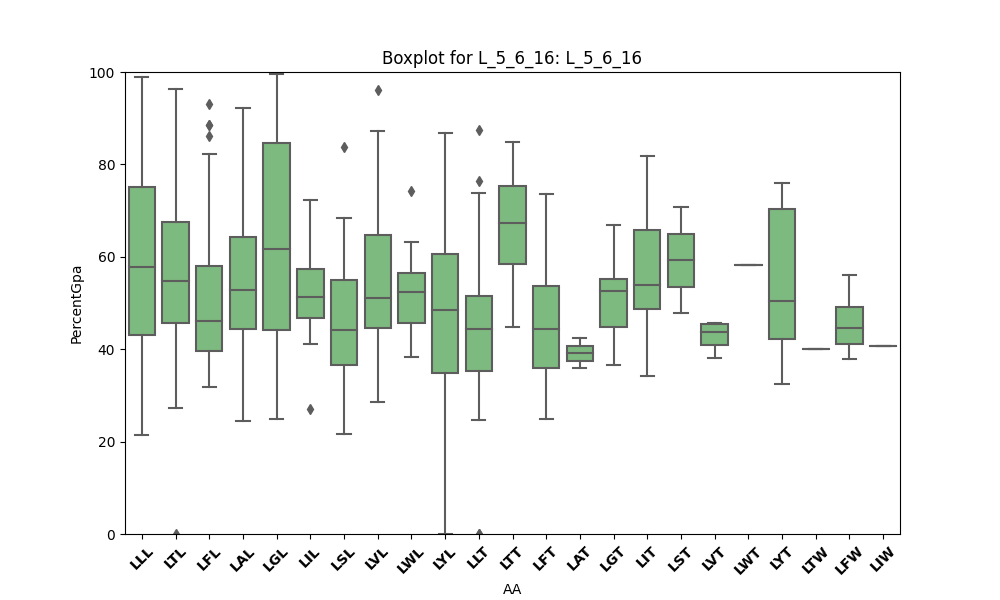 Boxplot for L_5_6_16: L_5_6_16
100
80
60
40
20
0
PercentGpa
LLL LTL LFL LAL LGL LIL LSL LVL LWL LYL LLT LTT LFT LAT LGT LIT LST LVT LWT LYT LTW LFW LIW
AA